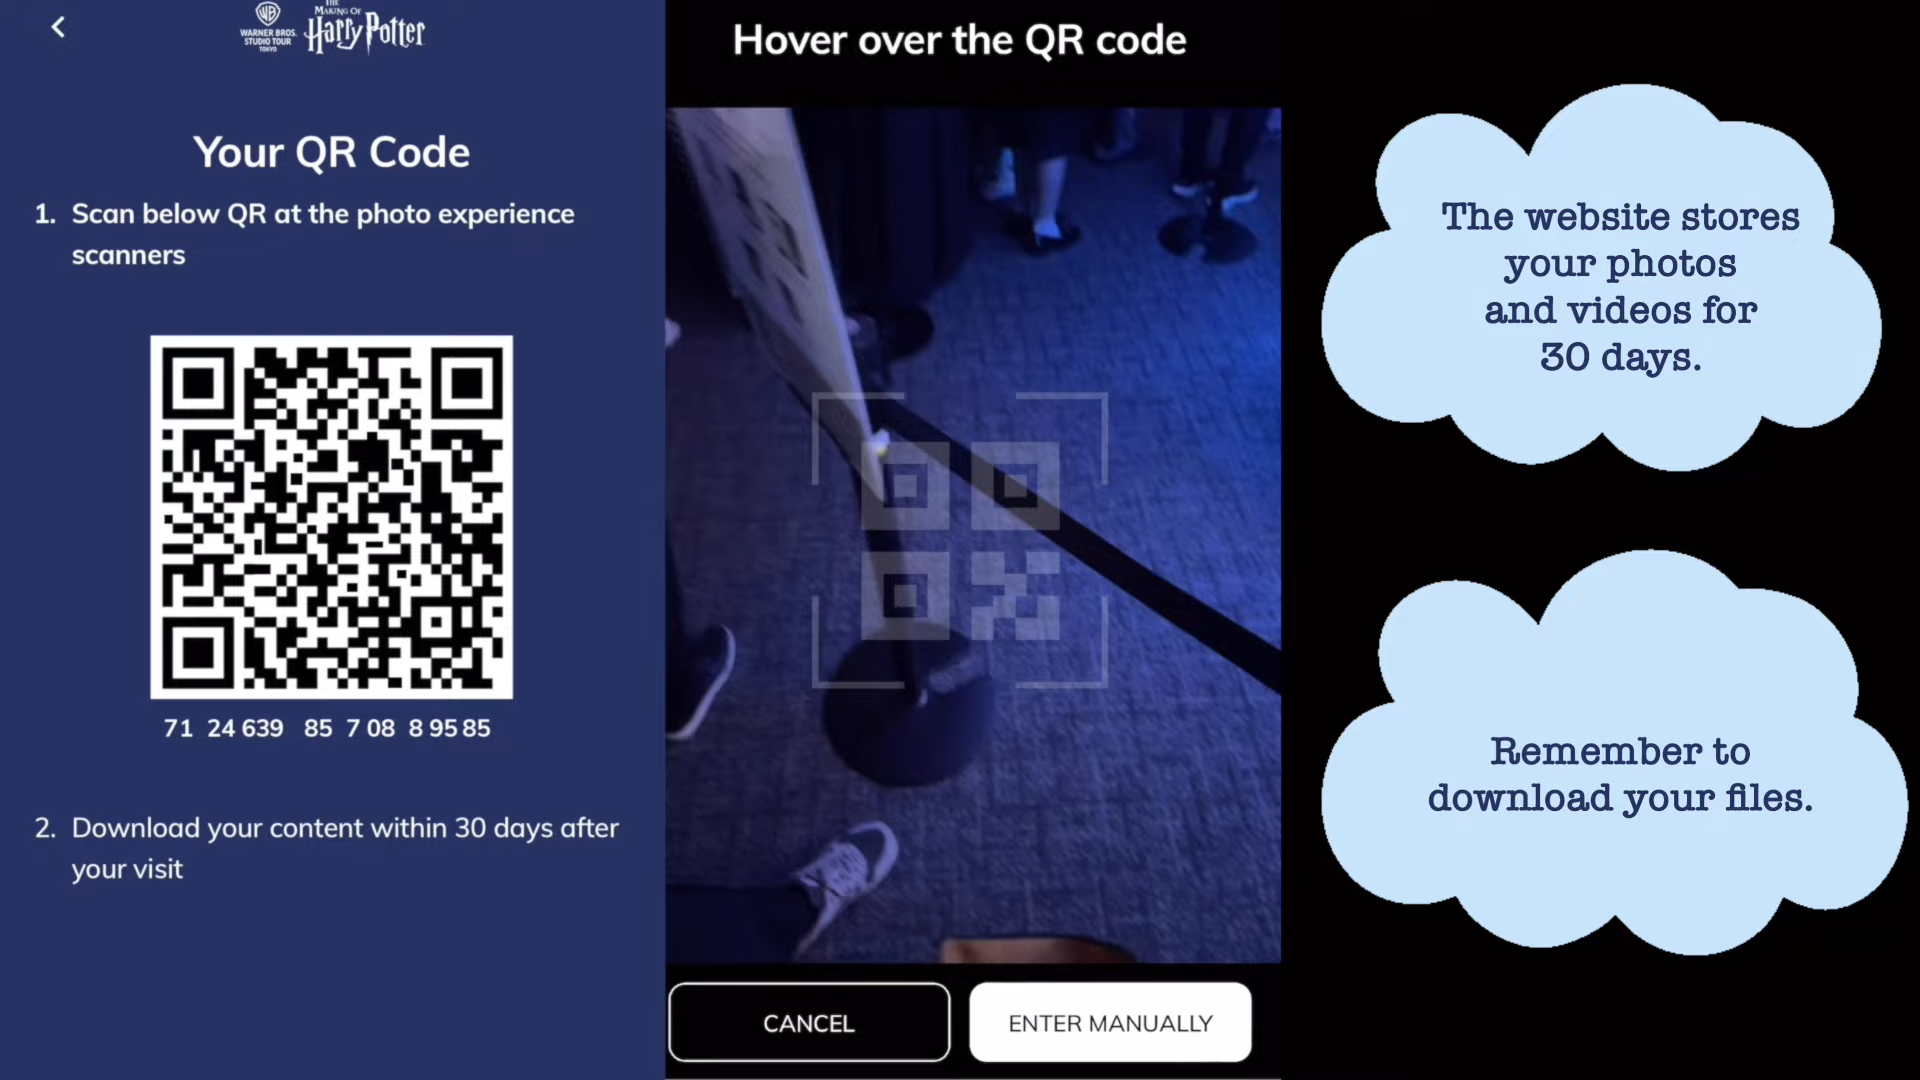 WARNER BROS.
STUDIO TOUR
TOKYO
THE
MAKING OF
Harry Potter
Your QR Code
1. Scan below QR at the photo experience
scanners
71 24 639 85 7 08 8 95 85
2. Download your content within 30 days after
your visit
Hover over the QR code
CANCEL
ENTER MANUALLY
The website stores
your photos
and videos for
30 days.
Remember to
download your files.